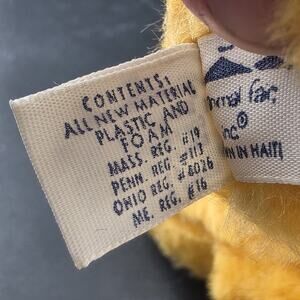 CONTENTS:
ALL NEW MATERIAL
PLASTIC AND
FOAM
MASS. REG. #19
PENN. REG. #113
OHIO REG. #6026
ME. REG. #16
nc®
N IN HAITI